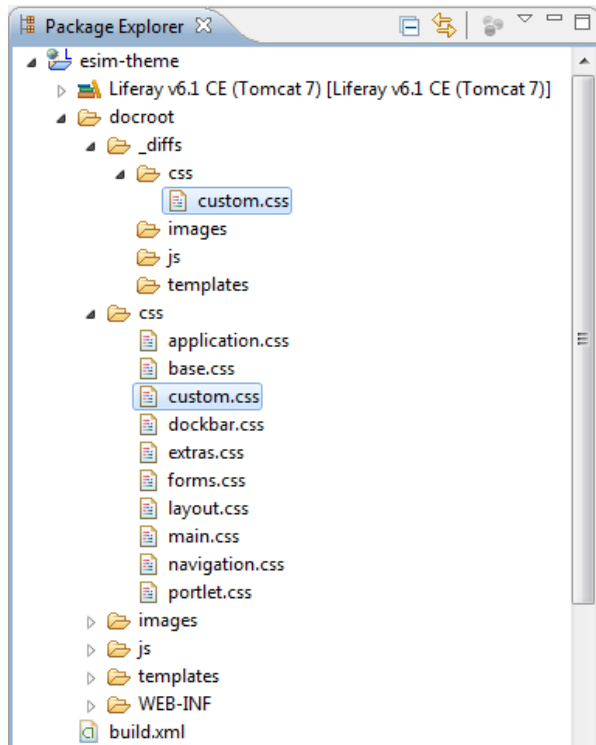 Package Explorer
esim-theme
Liferay v6.1 CE (Tomcat 7) [Liferay v6.1 CE (Tomcat 7)]
docroot
_diffs
css
custom.css
images
js
templates
css
application.css
base.css
custom.css
dockbar.css
extras.css
forms.css
layout.css
main.css
navigation.css
portlet.css
images
js
templates
WEB-INF
build.xml